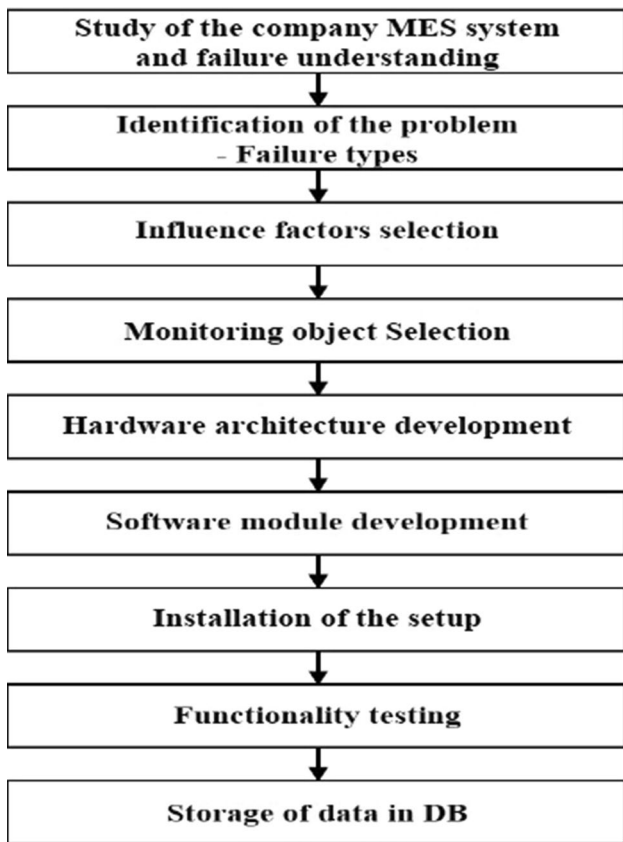 Study of the company MES system
and failure understanding
Identification of the problem
- Failure types
Influence factors selection
Monitoring object Selection
Hardware architecture development
Software module development
Installation of the setup
Functionality testing
Storage of data in DB